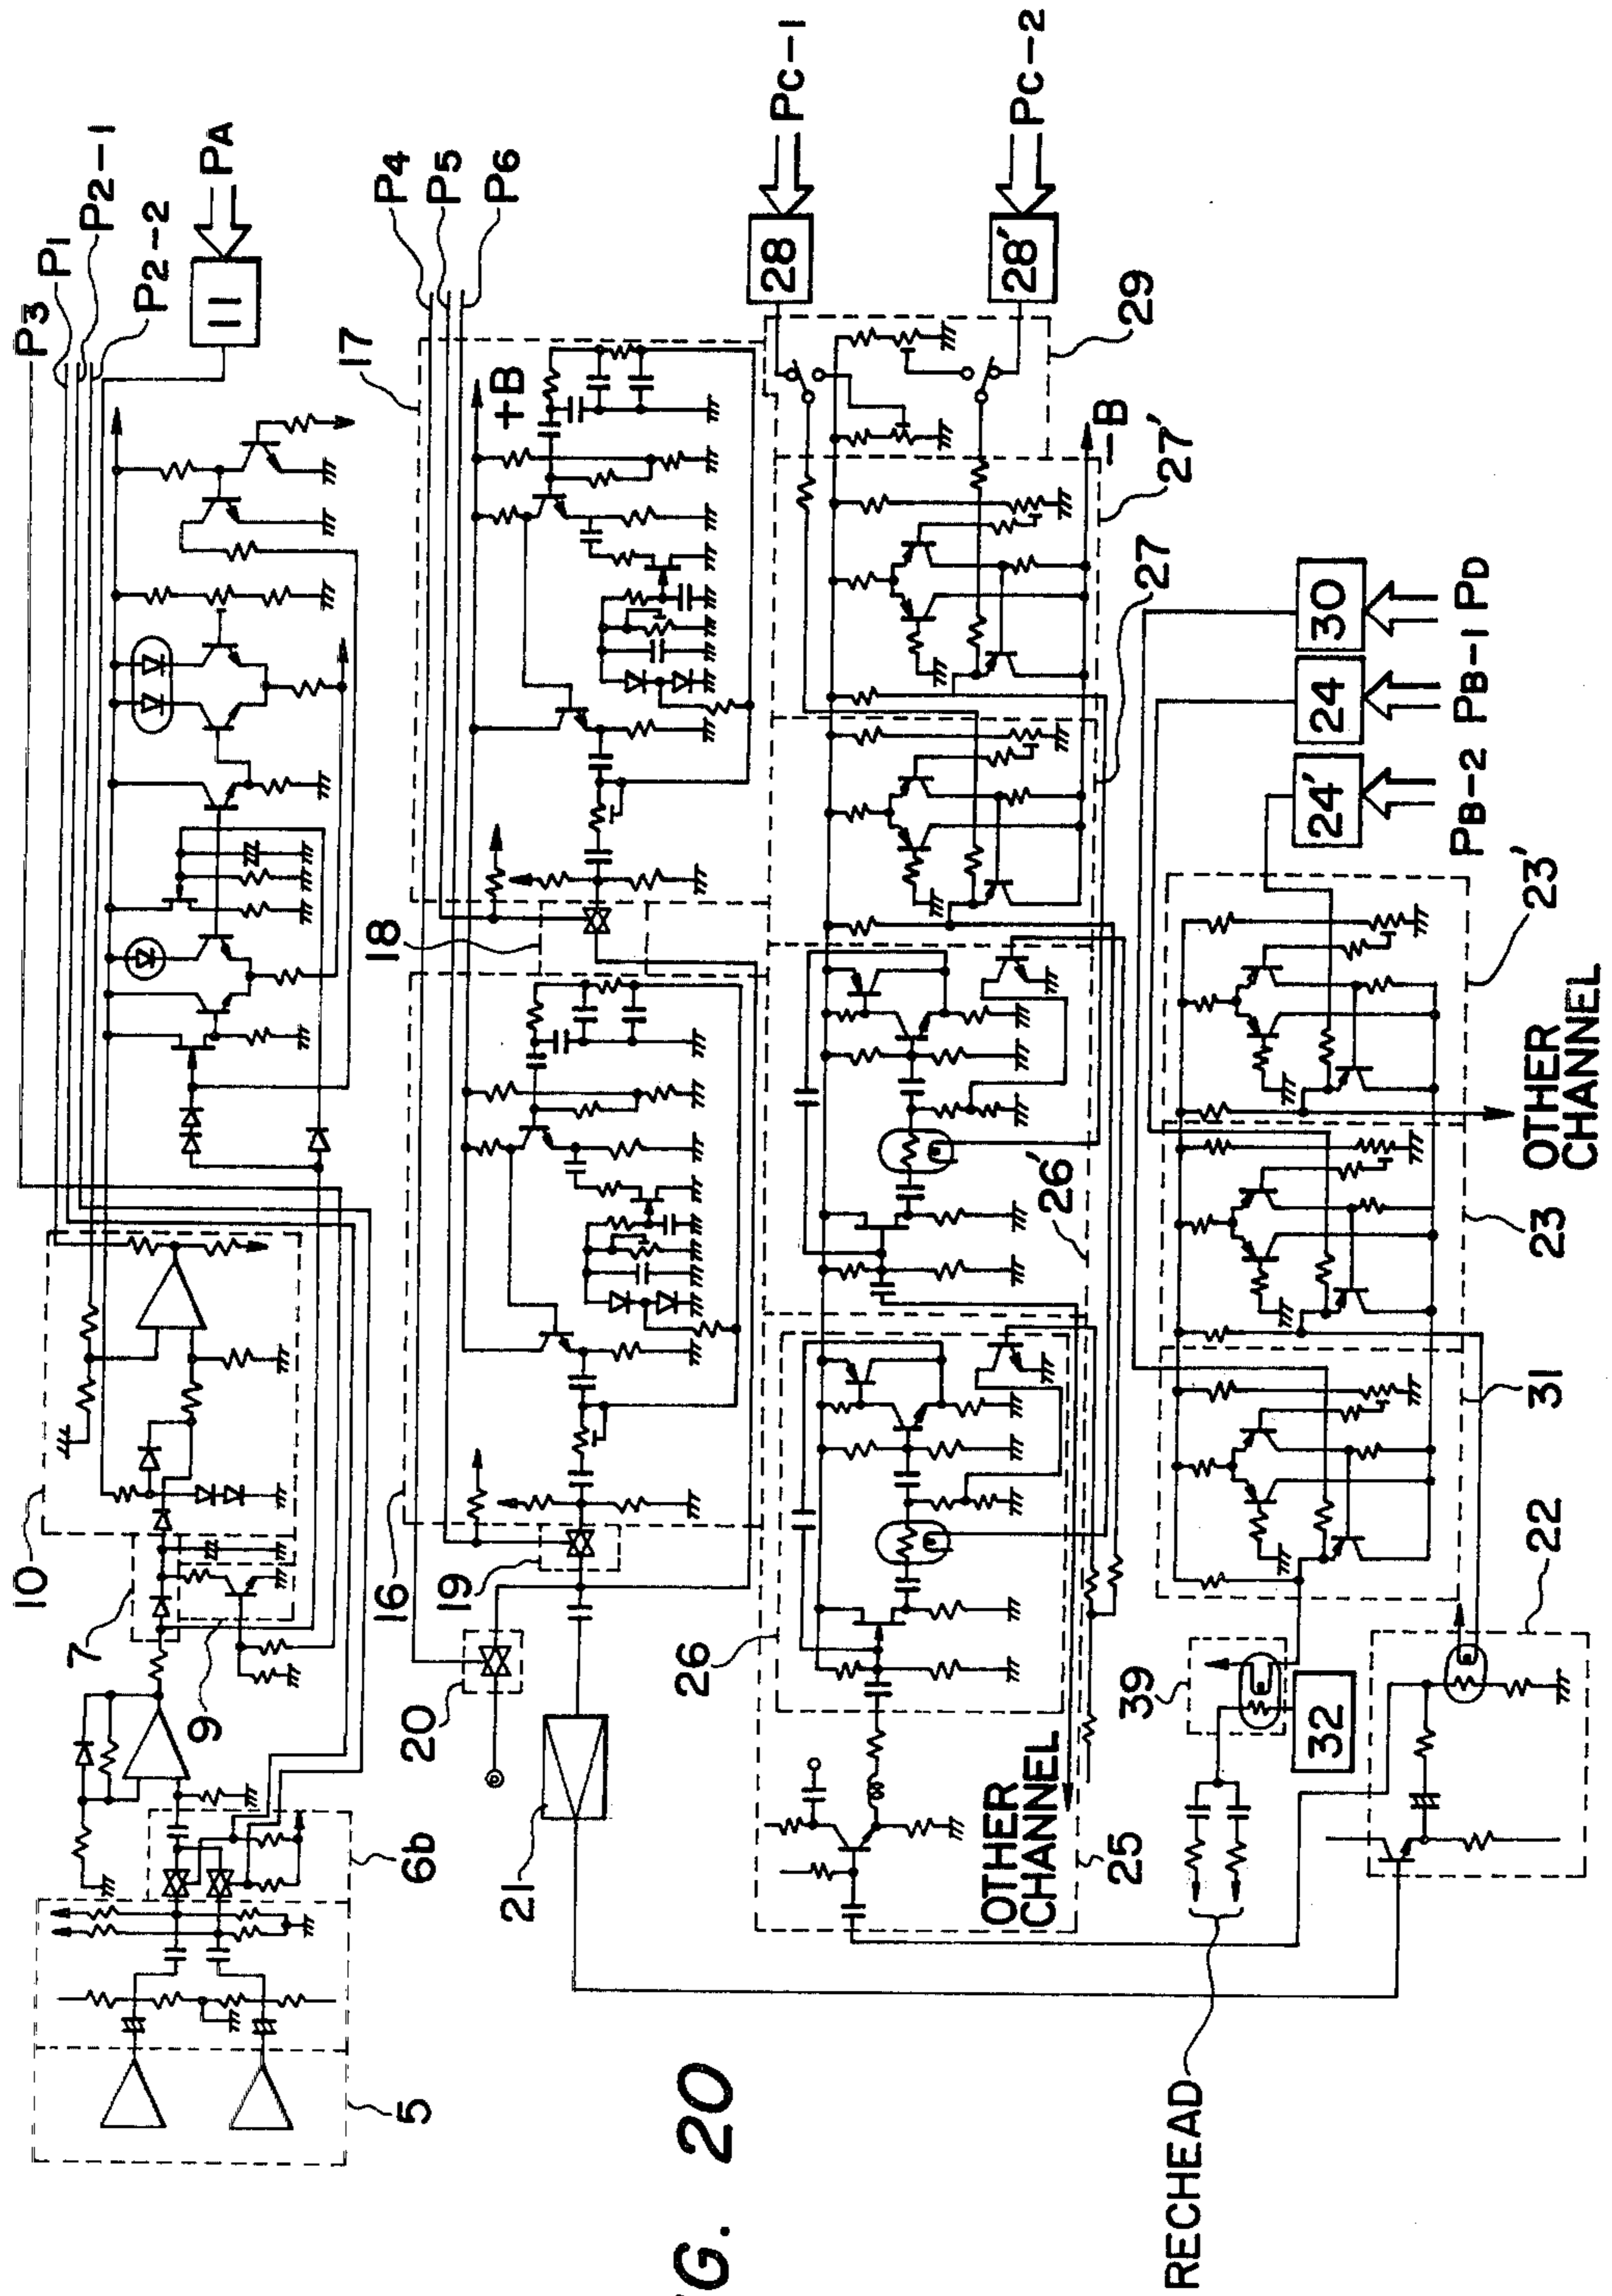 P3
P1
P2-1
P2-2
PA
11
10
7
9
6b
5
P4
P5
P6
17
+B
18
16
19
20
21
PC-1
PC-2
28
28'
29
-B
27'
27
26'
26
OTHER
CHANNEL
25
30
24
24'
PD
PB-1
PB-2
23'
OTHER
CHANNEL
23
31
22
39
32
RECHEAD
G. 20